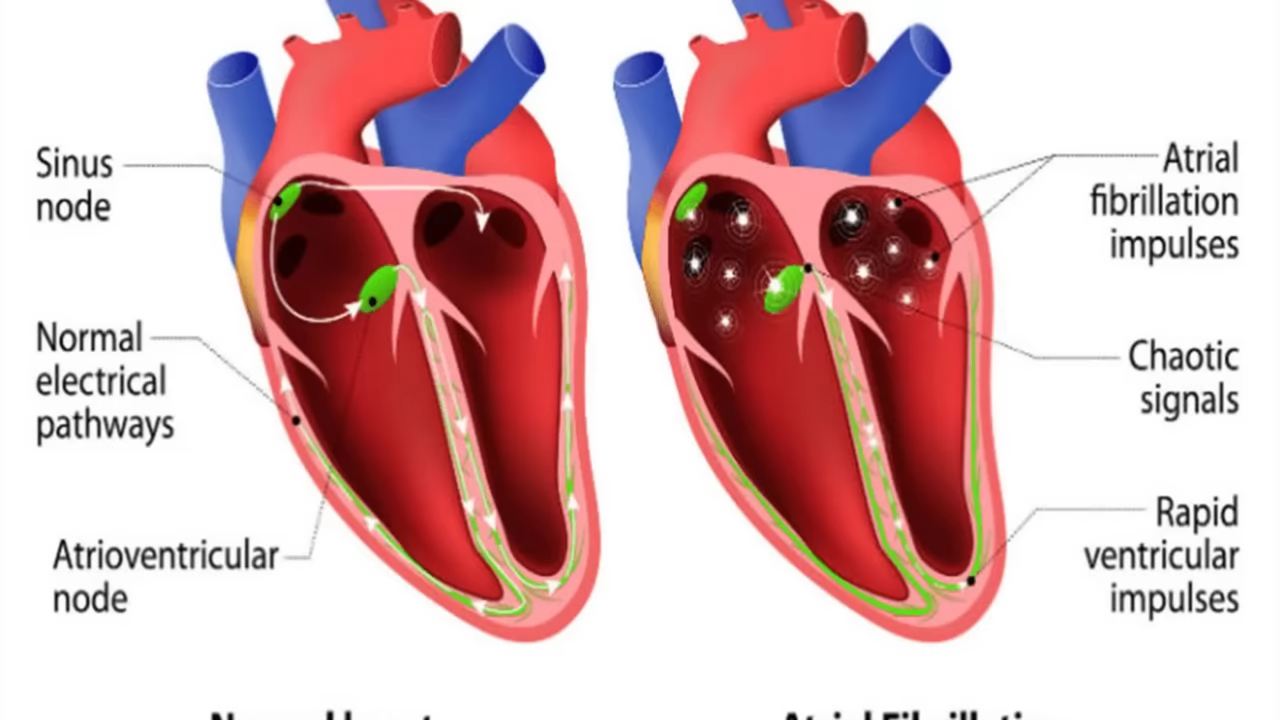 Sinus
node
Normal
electrical
pathways
Atrioventricular
node
Atrial
fibrillation
impulses
Chaotic
signals
Rapid
ventricular
impulses